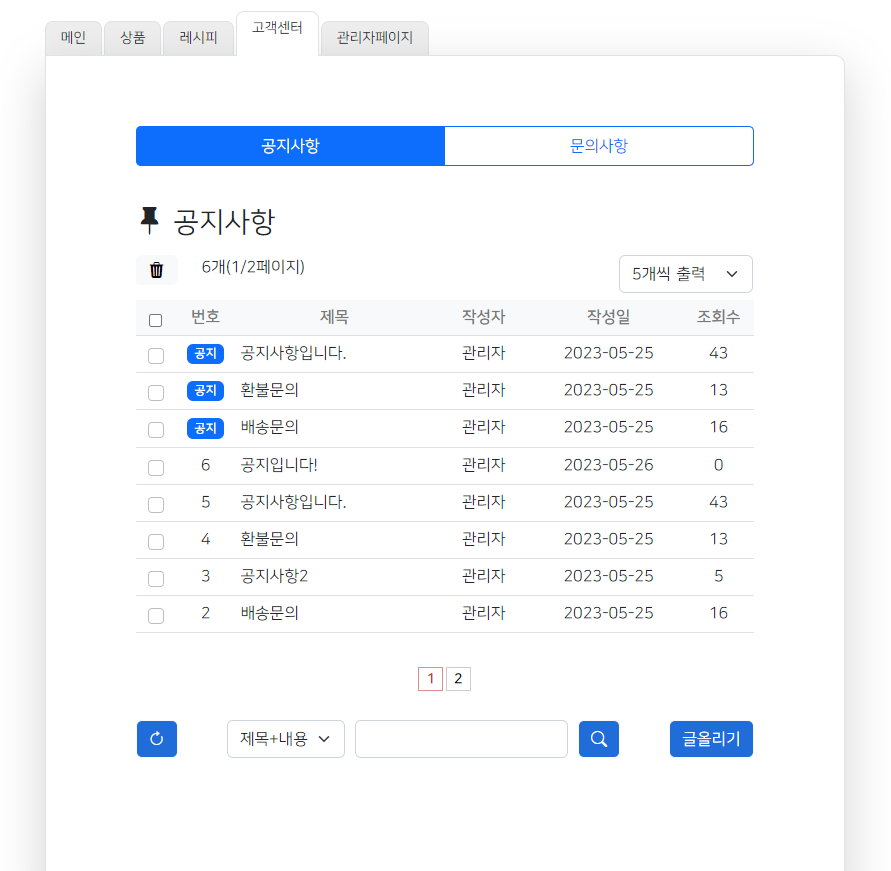 메인 상품 레시피 고객센터 관리자페이지
공지사항 문의사항
공지사항
6개(1/2페이지) 5개씩 출력
번호 제목 작성자 작성일 조회수
공지 공지사항입니다. 관리자 2023-05-25 43
공지 환불문의 관리자 2023-05-25 13
공지 배송문의 관리자 2023-05-25 16
6 공지입니다! 관리자 2023-05-26 0
5 공지사항입니다. 관리자 2023-05-25 43
4 환불문의 관리자 2023-05-25 13
3 공지사항2 관리자 2023-05-25 5
2 배송문의 관리자 2023-05-25 16
1 2
제목+내용 글올리기